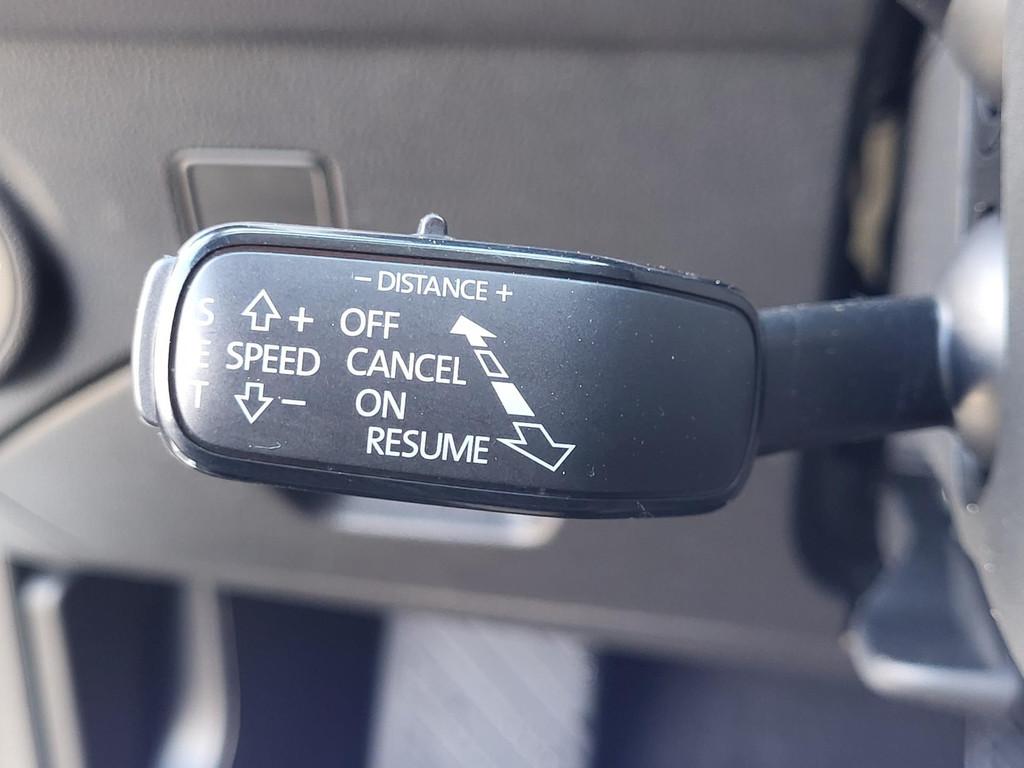 – DISTANCE +
S + OFF
E SPEED CANCEL
T – ON
RESUME